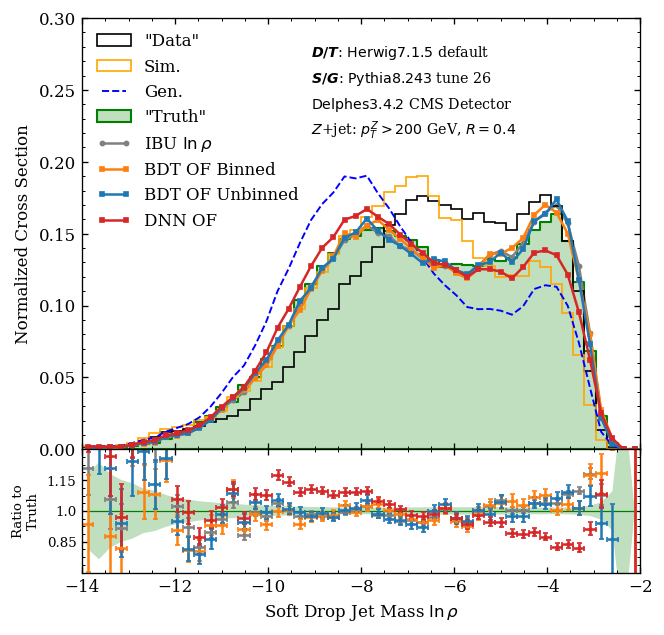 0.30
0.25
0.20
0.15
0.10
0.05
0.00
Normalized Cross Section
"Data"
Sim.
Gen.
"Truth"
IBU ln ρ
BDT OF Binned
BDT OF Unbinned
DNN OF
D/T: Herwig7.1.5 default
S/G: Pythia8.243 tune 26
Delphes3.4.2 CMS Detector
Z+jet: p_T^Z > 200 GeV, R = 0.4
1.15
1.0
0.85
Ratio to
Truth
−14 −12 −10 −8 −6 −4 −2
Soft Drop Jet Mass ln ρ